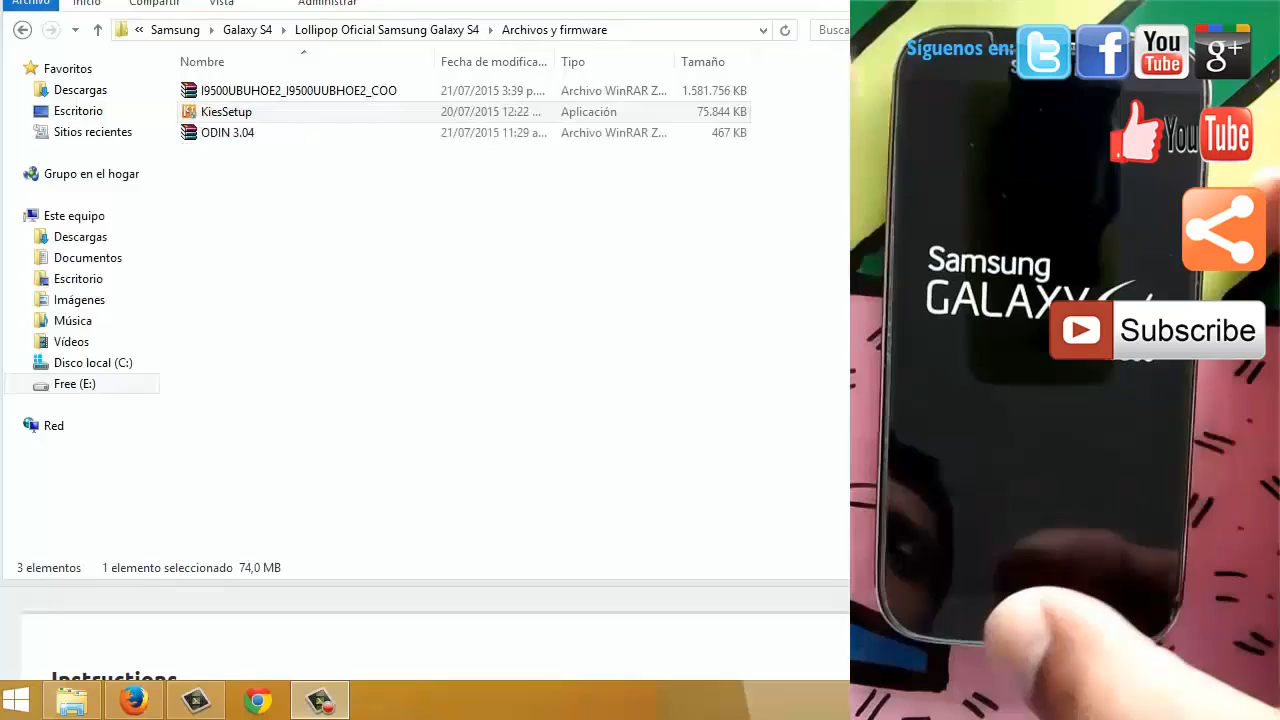 Archivo Inicio Compartir Vista Administrar
« Samsung Galaxy S4 Lollipop Oficial Samsung Galaxy S4 Archivos y firmware
Busca
Nombre Fecha de modifica... Tipo Tamaño
I9500UBUHOE2_I9500UUBHOE2_COO 21/07/2015 3:39 p.... Archivo WinRAR Z... 1.581.756 KB
KiesSetup 20/07/2015 12:22 ... Aplicación 75.844 KB
ODIN 3.04 21/07/2015 11:29 a... Archivo WinRAR Z... 467 KB
Favoritos
Descargas
Escritorio
Sitios recientes
Grupo en el hogar
Este equipo
Descargas
Documentos
Escritorio
Imágenes
Música
Vídeos
Disco local (C:)
Free (E:)
Red
3 elementos 1 elemento seleccionado 74,0 MB
Instructions
Síguenos en:
You
Tube
g+
YouTube
Samsung
GALAXY
Subscribe